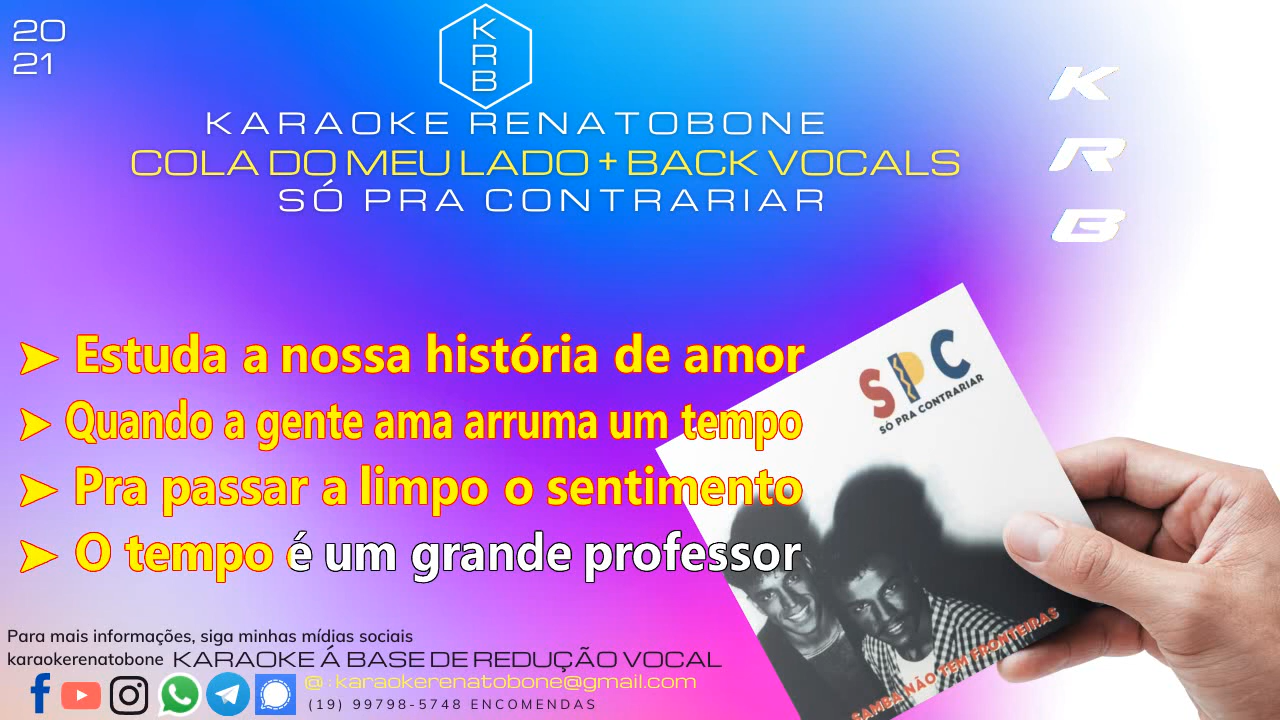 20
21
K
R
B
KARAOKE RENATOBONE
COLA DO MEU LADO + BACK VOCALS
SÓ PRA CONTRARIAR
K
R
B
➤ Estuda a nossa história de amor
➤ Quando a gente ama arruma um tempo
➤ Pra passar a limpo o sentimento
➤ O tempo é um grande professor
SPC
SÓ PRA CONTRARIAR
SAMBA NÃO TEM FRONTEIRAS
Para mais informações, siga minhas mídias sociais
karaokerenatobone KARAOKE Á BASE DE REDUÇÃO VOCAL
@ : karaokerenatobone@gmail.com
(19) 99798-5748 ENCOMENDAS